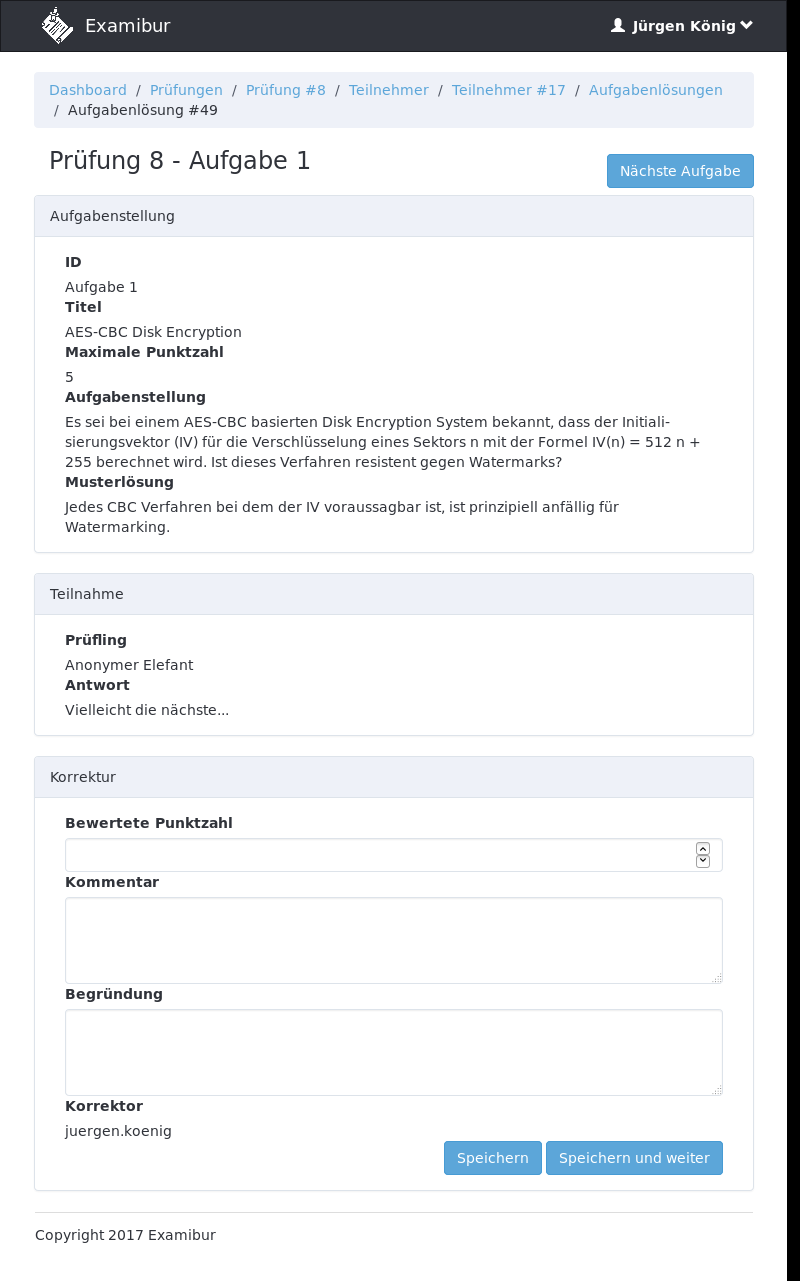 Examibur
Jürgen König
Dashboard / Prüfungen / Prüfung #8 / Teilnehmer / Teilnehmer #17 / Aufgabenlösungen
/ Aufgabenlösung #49
Prüfung 8 - Aufgabe 1
Nächste Aufgabe
Aufgabenstellung
ID
Aufgabe 1
Titel
AES-CBC Disk Encryption
Maximale Punktzahl
5
Aufgabenstellung
Es sei bei einem AES-CBC basierten Disk Encryption System bekannt, dass der Initiali-
sierungsvektor (IV) für die Verschlüsselung eines Sektors n mit der Formel IV(n) = 512 n +
255 berechnet wird. Ist dieses Verfahren resistent gegen Watermarks?
Musterlösung
Jedes CBC Verfahren bei dem der IV voraussagbar ist, ist prinzipiell anfällig für
Watermarking.
Teilnahme
Prüfling
Anonymer Elefant
Antwort
Vielleicht die nächste...
Korrektur
Bewertete Punktzahl
Kommentar
Begründung
Korrektor
juergen.koenig
Speichern
Speichern und weiter
Copyright 2017 Examibur